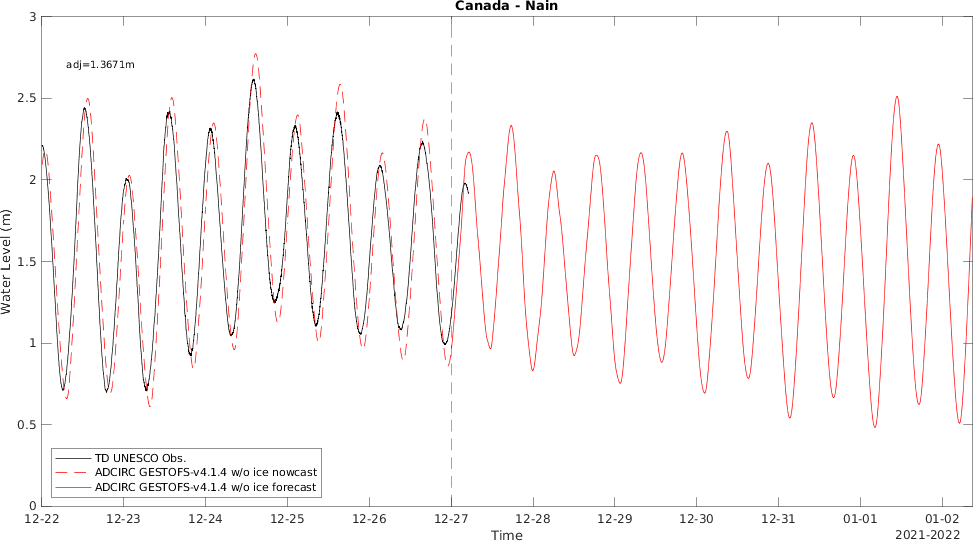 Canada - Nain
adj=1.3671m
3
2.5
2
1.5
1
0.5
0
Water Level (m)
TD UNESCO Obs.
ADCIRC GESTOFS-v4.1.4 w/o ice nowcast
ADCIRC GESTOFS-v4.1.4 w/o ice forecast
12-22 12-23 12-24 12-25 12-26 12-27 12-28 12-29 12-30 12-31 01-01 01-02
Time
2021-2022